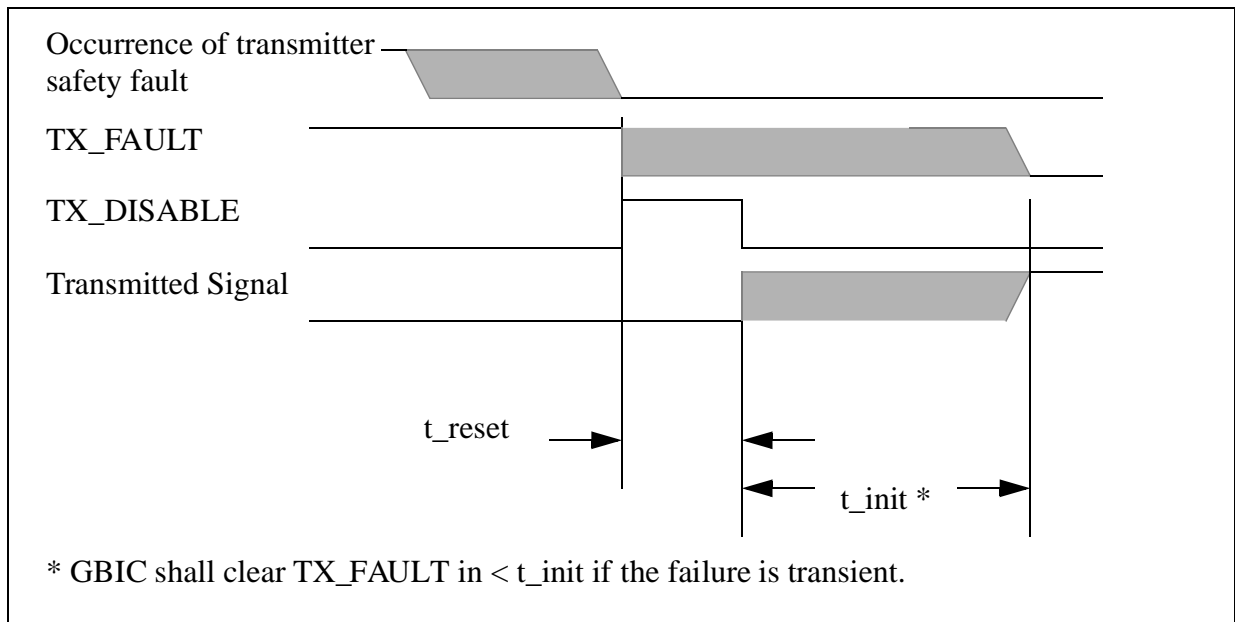 Occurrence of transmitter
safety fault
TX_FAULT
TX_DISABLE
Transmitted Signal
t_reset
t_init *
* GBIC shall clear TX_FAULT in < t_init if the failure is transient.